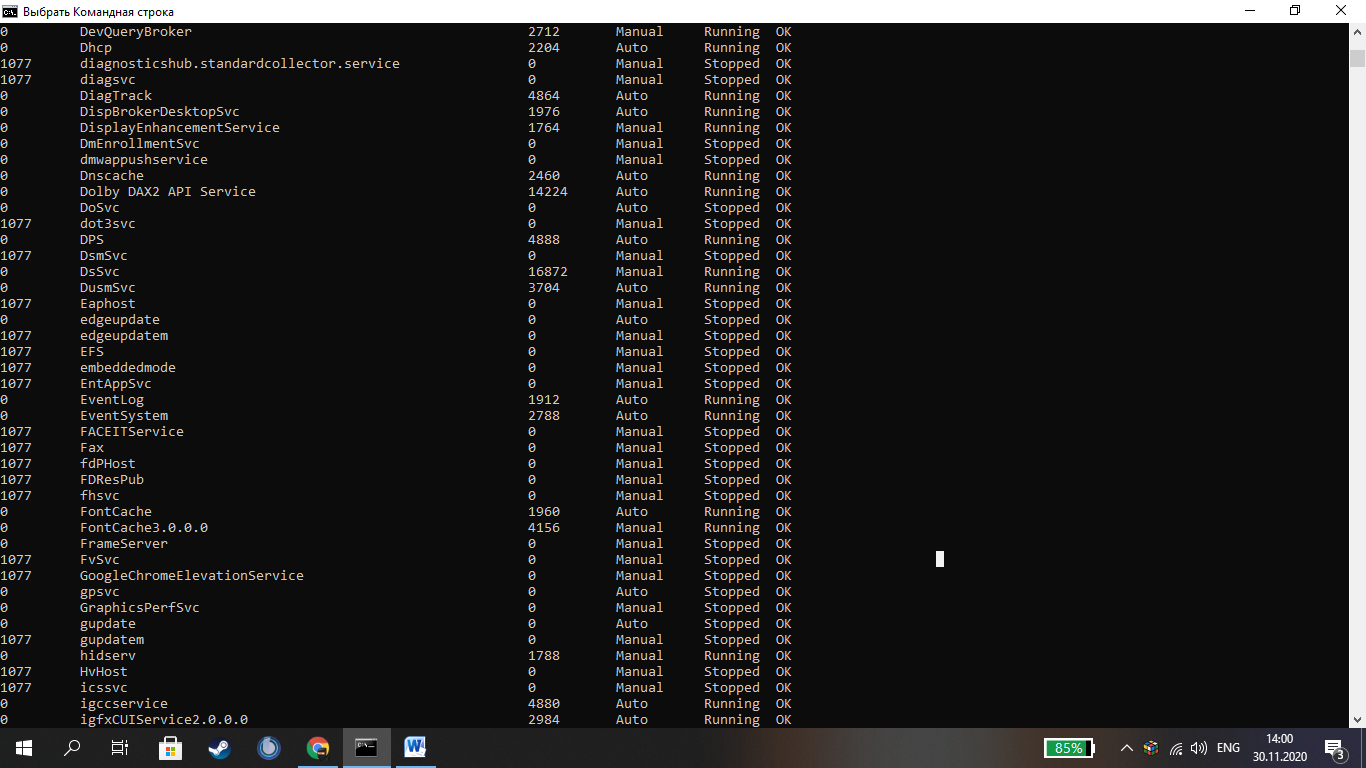 Выбрать Командная строка
0 DevQueryBroker 2712 Manual Running OK
0 Dhcp 2204 Auto Running OK
1077 diagnosticshub.standardcollector.service 0 Manual Stopped OK
1077 diagsvc 0 Manual Stopped OK
0 DiagTrack 4864 Auto Running OK
0 DispBrokerDesktopSvc 1976 Auto Running OK
0 DisplayEnhancementService 1764 Manual Running OK
0 DmEnrollmentSvc 0 Manual Stopped OK
0 dmwappushservice 0 Manual Stopped OK
0 Dnscache 2460 Auto Running OK
0 Dolby DAX2 API Service 14224 Auto Running OK
0 DoSvc 0 Auto Stopped OK
1077 dot3svc 0 Manual Stopped OK
0 DPS 4888 Auto Running OK
1077 DsmSvc 0 Manual Stopped OK
0 DsSvc 16872 Manual Running OK
0 DusmSvc 3704 Auto Running OK
1077 Eaphost 0 Manual Stopped OK
0 edgeupdate 0 Auto Stopped OK
1077 edgeupdatem 0 Manual Stopped OK
1077 EFS 0 Manual Stopped OK
1077 embeddedmode 0 Manual Stopped OK
1077 EntAppSvc 0 Manual Stopped OK
0 EventLog 1912 Auto Running OK
0 EventSystem 2788 Auto Running OK
1077 FACEITService 0 Manual Stopped OK
1077 Fax 0 Manual Stopped OK
1077 fdPHost 0 Manual Stopped OK
1077 FDResPub 0 Manual Stopped OK
1077 fhsvc 0 Manual Stopped OK
0 FontCache 1960 Auto Running OK
0 FontCache3.0.0.0 4156 Manual Running OK
0 FrameServer 0 Manual Stopped OK
1077 FvSvc 0 Manual Stopped OK
1077 GoogleChromeElevationService 0 Manual Stopped OK
0 gpsvc 0 Auto Stopped OK
0 GraphicsPerfSvc 0 Manual Stopped OK
0 gupdate 0 Auto Stopped OK
1077 gupdatem 0 Manual Stopped OK
0 hidserv 1788 Manual Running OK
1077 HvHost 0 Manual Stopped OK
1077 icssvc 0 Manual Stopped OK
0 igccservice 4880 Auto Running OK
0 igfxCUIService2.0.0.0 2984 Auto Running OK
85% ENG 14:00
30.11.2020 3